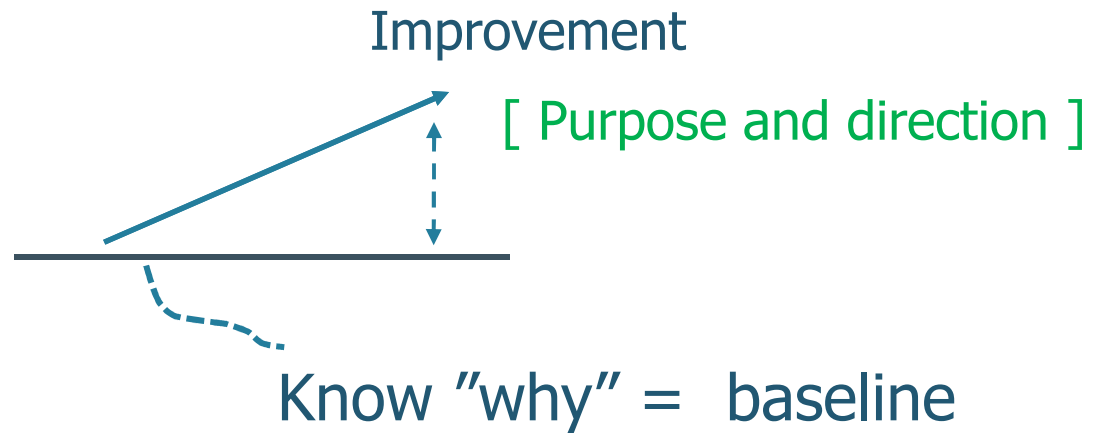 Improvement
[ Purpose and direction ]
Know ”why” = baseline